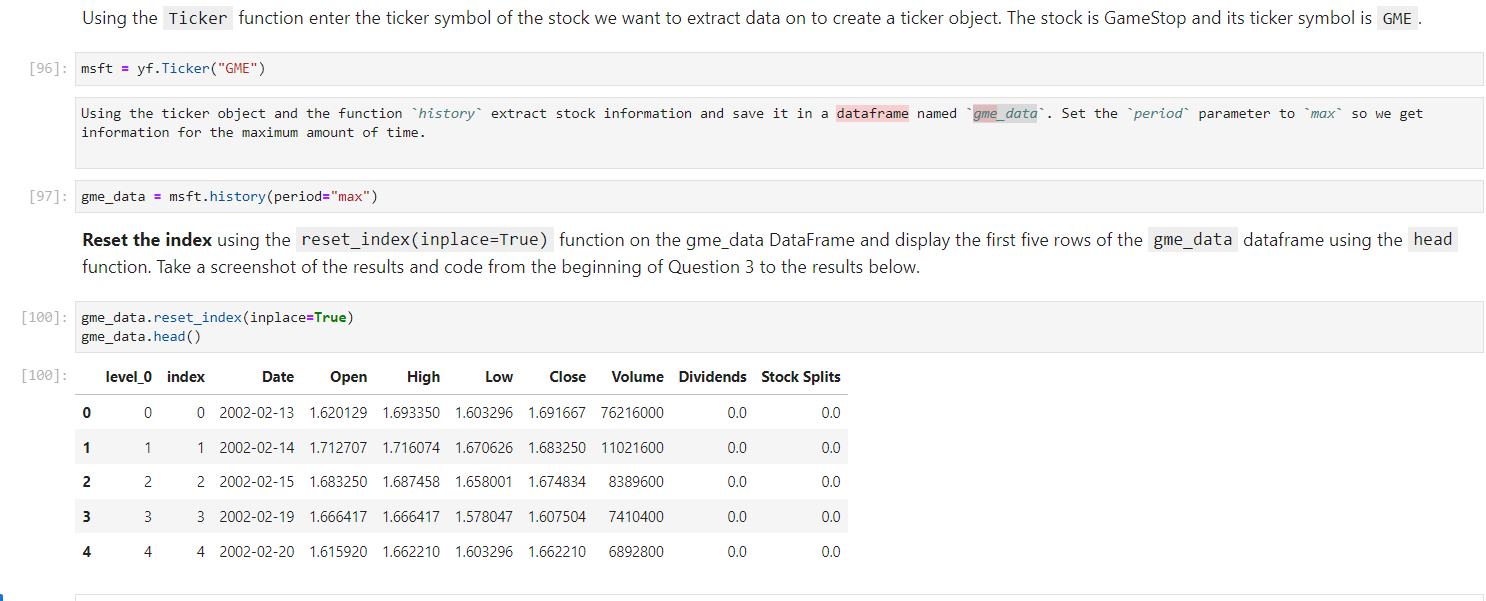 Using the Ticker function enter the ticker symbol of the stock we want to extract data on to create a ticker object. The stock is GameStop and its ticker symbol is GME .
[96]: msft = yf.Ticker("GME")
Using the ticker object and the function `history` extract stock information and save it in a dataframe named `gme_data`. Set the `period` parameter to `max` so we get
information for the maximum amount of time.
[97]: gme_data = msft.history(period="max")
Reset the index using the reset_index(inplace=True) function on the gme_data DataFrame and display the first five rows of the gme_data dataframe using the head
function. Take a screenshot of the results and code from the beginning of Question 3 to the results below.
[100]: gme_data.reset_index(inplace=True)
gme_data.head()
[100]: level_0 index Date Open High Low Close Volume Dividends Stock Splits
0 0 0 2002-02-13 1.620129 1.693350 1.603296 1.691667 76216000 0.0 0.0
1 1 1 2002-02-14 1.712707 1.716074 1.670626 1.683250 11021600 0.0 0.0
2 2 2 2002-02-15 1.683250 1.687458 1.658001 1.674834 8389600 0.0 0.0
3 3 3 2002-02-19 1.666417 1.666417 1.578047 1.607504 7410400 0.0 0.0
4 4 4 2002-02-20 1.615920 1.662210 1.603296 1.662210 6892800 0.0 0.0